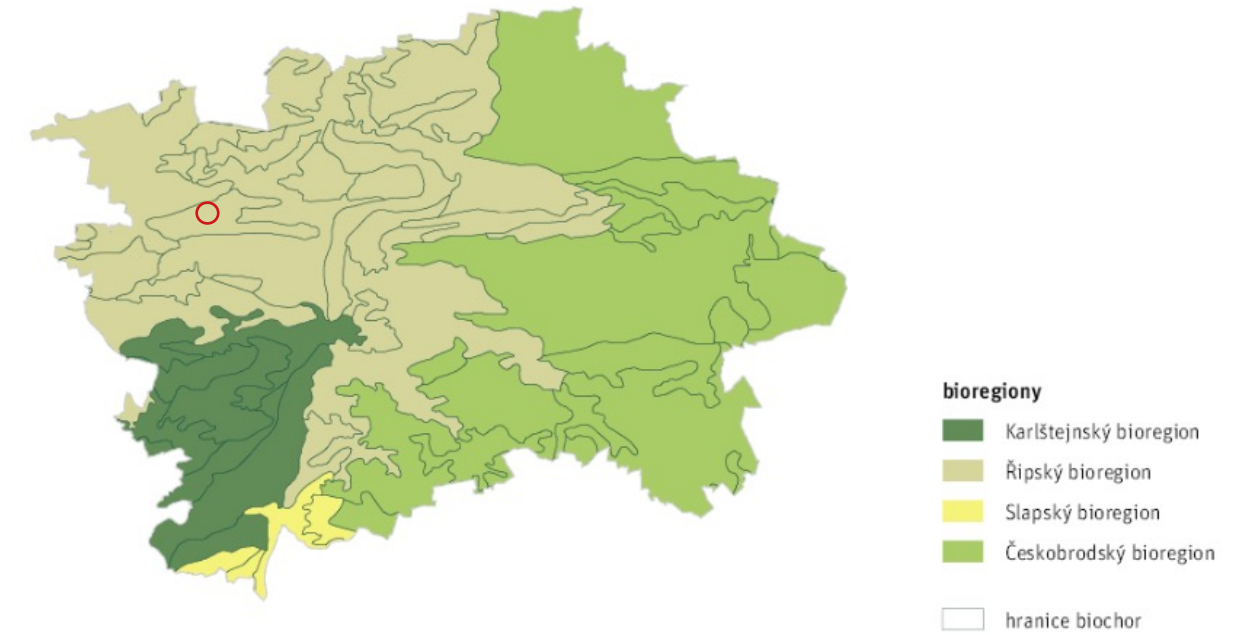 bioregiony
Karlštejnský bioregion
Řipský bioregion
Slapský bioregion
Českobrodský bioregion
hranice biochor